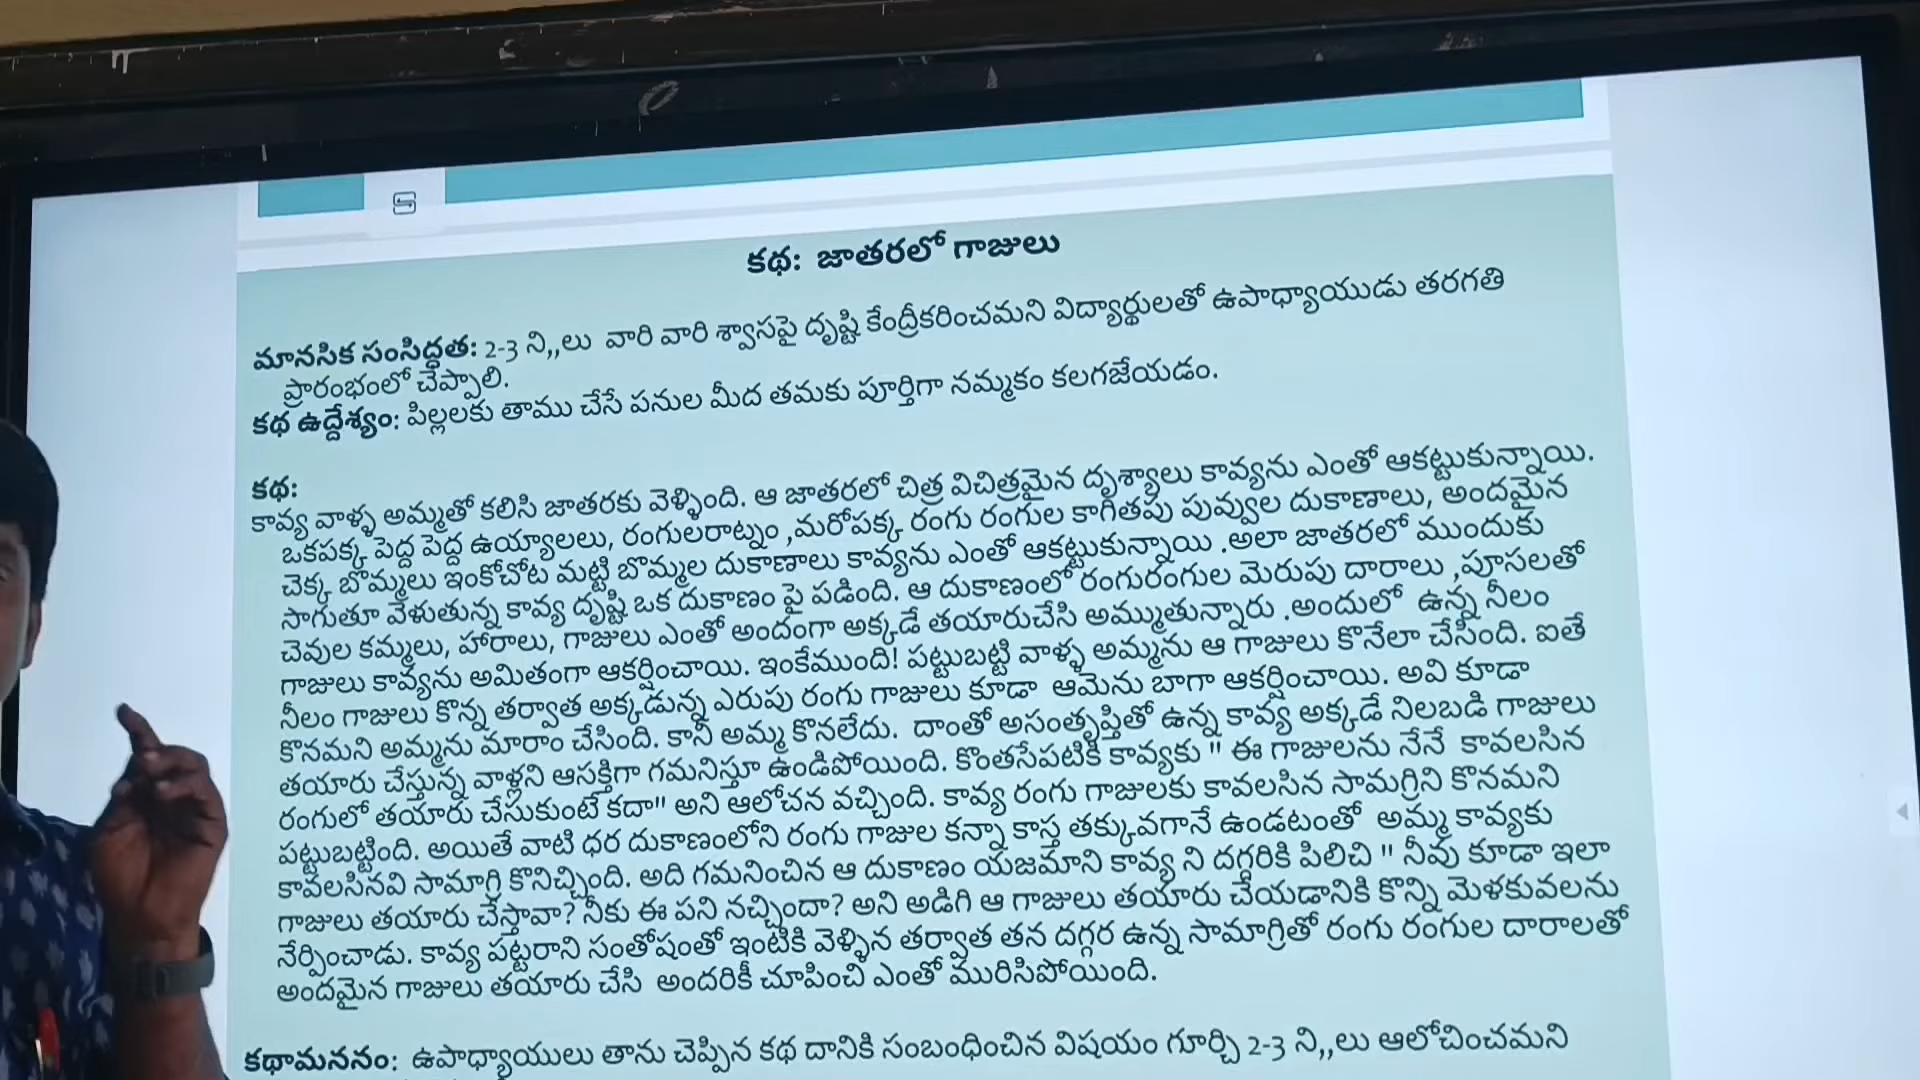 కథ: జాతరలో గాజులు
మానసిక సంసిద్ధత: 2-3 ని,,లు వారి వారి శ్వాసపై దృష్టి కేంద్రీకరించమని విద్యార్థులతో ఉపాధ్యాయుడు తరగతి
ప్రారంభంలో చెప్పాలి.
కథ ఉద్దేశ్యం: పిల్లలకు తాము చేసే పనుల మీద తమకు పూర్తిగా నమ్మకం కలగజేయడం.
కథ:
కావ్య వాళ్ళ అమ్మతో కలిసి జాతరకు వెళ్ళింది. ఆ జాతరలో చిత్ర విచిత్రమైన దృశ్యాలు కావ్యను ఎంతో ఆకట్టుకున్నాయి.
ఒకపక్క పెద్ద పెద్ద ఉయ్యాలలు, రంగులరాట్నం ,మరోపక్క రంగు రంగుల కాగితపు పువ్వుల దుకాణాలు, అందమైన
చెక్క బొమ్మలు ఇంకోచోట మట్టి బొమ్మల దుకాణాలు కావ్యను ఎంతో ఆకట్టుకున్నాయి .అలా జాతరలో ముందుకు
సాగుతూ వెళుతున్న కావ్య దృష్టి ఒక దుకాణం పై పడింది. ఆ దుకాణంలో రంగురంగుల మెరుపు దారాలు ,పూసలతో
చెవుల కమ్మలు, హారాలు, గాజులు ఎంతో అందంగా అక్కడే తయారుచేసి అమ్ముతున్నారు .అందులో ఉన్న నీలం
గాజులు కావ్యను అమితంగా ఆకర్షించాయి. ఇంకేముంది! పట్టుబట్టి వాళ్ళ అమ్మను ఆ గాజులు కొనేలా చేసింది. ఐతే
నీలం గాజులు కొన్న తర్వాత అక్కడున్న ఎరుపు రంగు గాజులు కూడా ఆమెను బాగా ఆకర్షించాయి. అవి కూడా
కొనమని అమ్మను మారాం చేసింది. కానీ అమ్మ కొనలేదు. దాంతో అసంతృప్తితో ఉన్న కావ్య అక్కడే నిలబడి గాజులు
తయారు చేస్తున్న వాళ్లని ఆసక్తిగా గమనిస్తూ ఉండిపోయింది. కొంతసేపటికి కావ్యకు " ఈ గాజులను నేనే కావలసిన
రంగులో తయారు చేసుకుంటే కదా" అని ఆలోచన వచ్చింది. కావ్య రంగు గాజులకు కావలసిన సామగ్రిని కొనమని
పట్టుబట్టింది. అయితే వాటి ధర దుకాణంలోని రంగు గాజుల కన్నా కాస్త తక్కువగానే ఉండటంతో అమ్మ కావ్యకు
కావలసినవి సామాగ్రి కొనిచ్చింది. అది గమనించిన ఆ దుకాణం యజమాని కావ్య ని దగ్గరికి పిలిచి " నీవు కూడా ఇలా
గాజులు తయారు చేస్తావా? నీకు ఈ పని నచ్చిందా? అని అడిగి ఆ గాజులు తయారు చేయడానికి కొన్ని మెళకువలను
నేర్పించాడు. కావ్య పట్టరాని సంతోషంతో ఇంటికి వెళ్ళిన తర్వాత తన దగ్గర ఉన్న సామాగ్రితో రంగు రంగుల దారాలతో
అందమైన గాజులు తయారు చేసి అందరికీ చూపించి ఎంతో మురిసిపోయింది.
కథామననం: ఉపాధ్యాయులు తాను చెప్పిన కథ దానికి సంబంధించిన విషయం గూర్చి 2-3 ని,,లు ఆలోచించమని